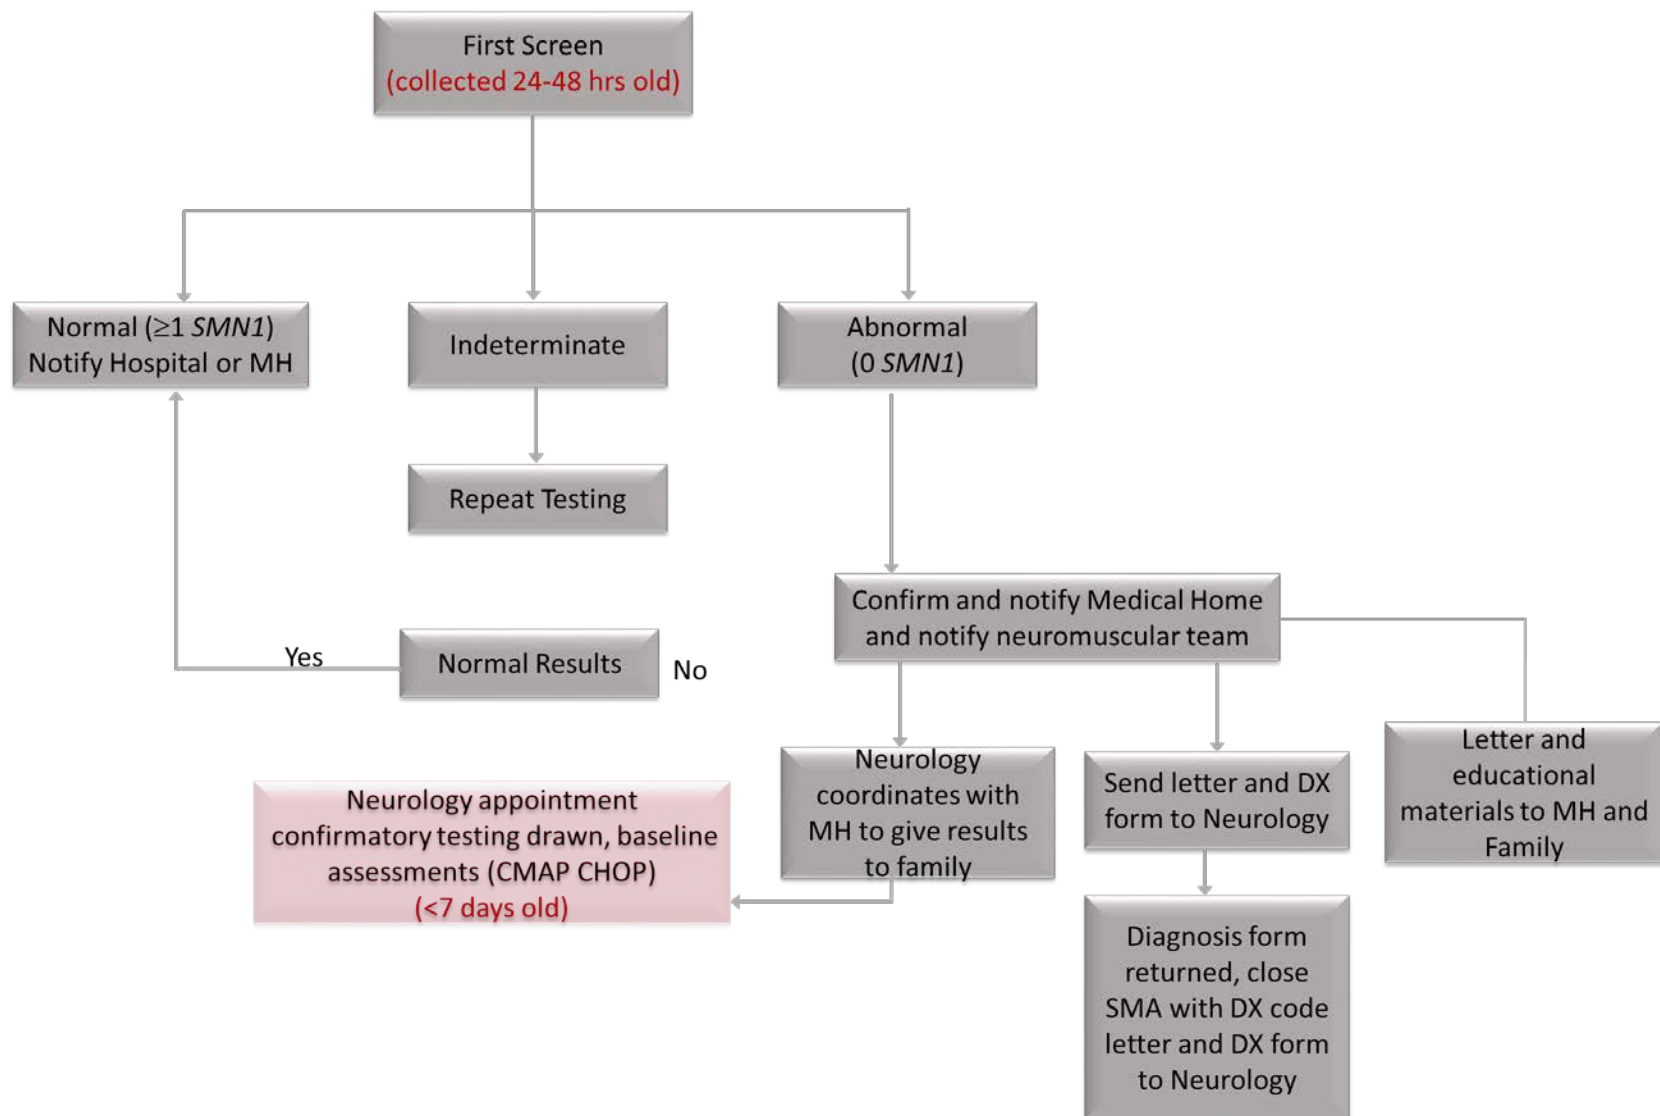 First Screen
(collected 24-48 hrs old)
Normal (≥1 SMN1)
Notify Hospital or MH
Indeterminate
Abnormal
(0 SMN1)
Repeat Testing
Confirm and notify Medical Home
and notify neuromuscular team
Yes
Normal Results
No
Neurology
coordinates with
MH to give results
to family
Send letter and DX
form to Neurology
Letter and
educational
materials to MH and
Family
Neurology appointment
confirmatory testing drawn, baseline
assessments (CMAP CHOP)
(<7 days old)
Diagnosis form
returned, close
SMA with DX code
letter and DX form
to Neurology